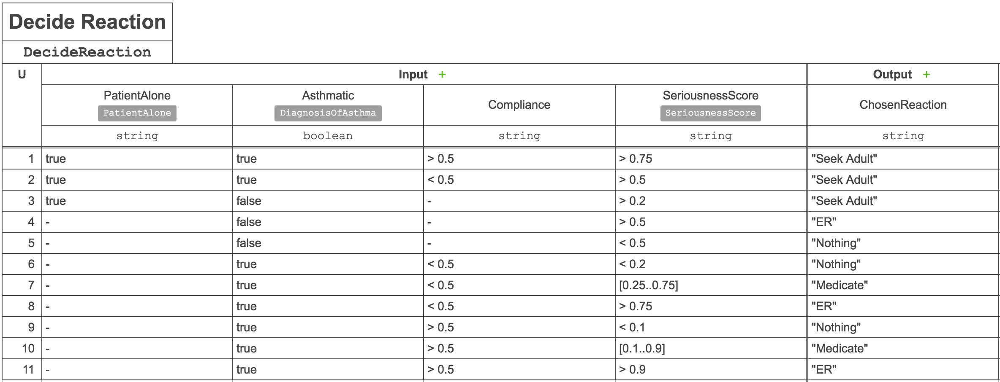 Decide Reaction
DecideReaction
U Input + Output +
PatientAlone Asthmatic Compliance SeriousnessScore ChosenReaction
PatientAlone DiagnosisOfAsthma SeriousnessScore
string boolean string string string
1 true true > 0.5 > 0.75 "Seek Adult"
2 true true < 0.5 > 0.5 "Seek Adult"
3 true false - > 0.2 "Seek Adult"
4 - false - > 0.5 "ER"
5 - false - < 0.5 "Nothing"
6 - true < 0.5 < 0.2 "Nothing"
7 - true < 0.5 [0.25..0.75] "Medicate"
8 - true < 0.5 > 0.75 "ER"
9 - true > 0.5 < 0.1 "Nothing"
10 - true > 0.5 [0.1..0.9] "Medicate"
11 - true > 0.5 > 0.9 "ER"